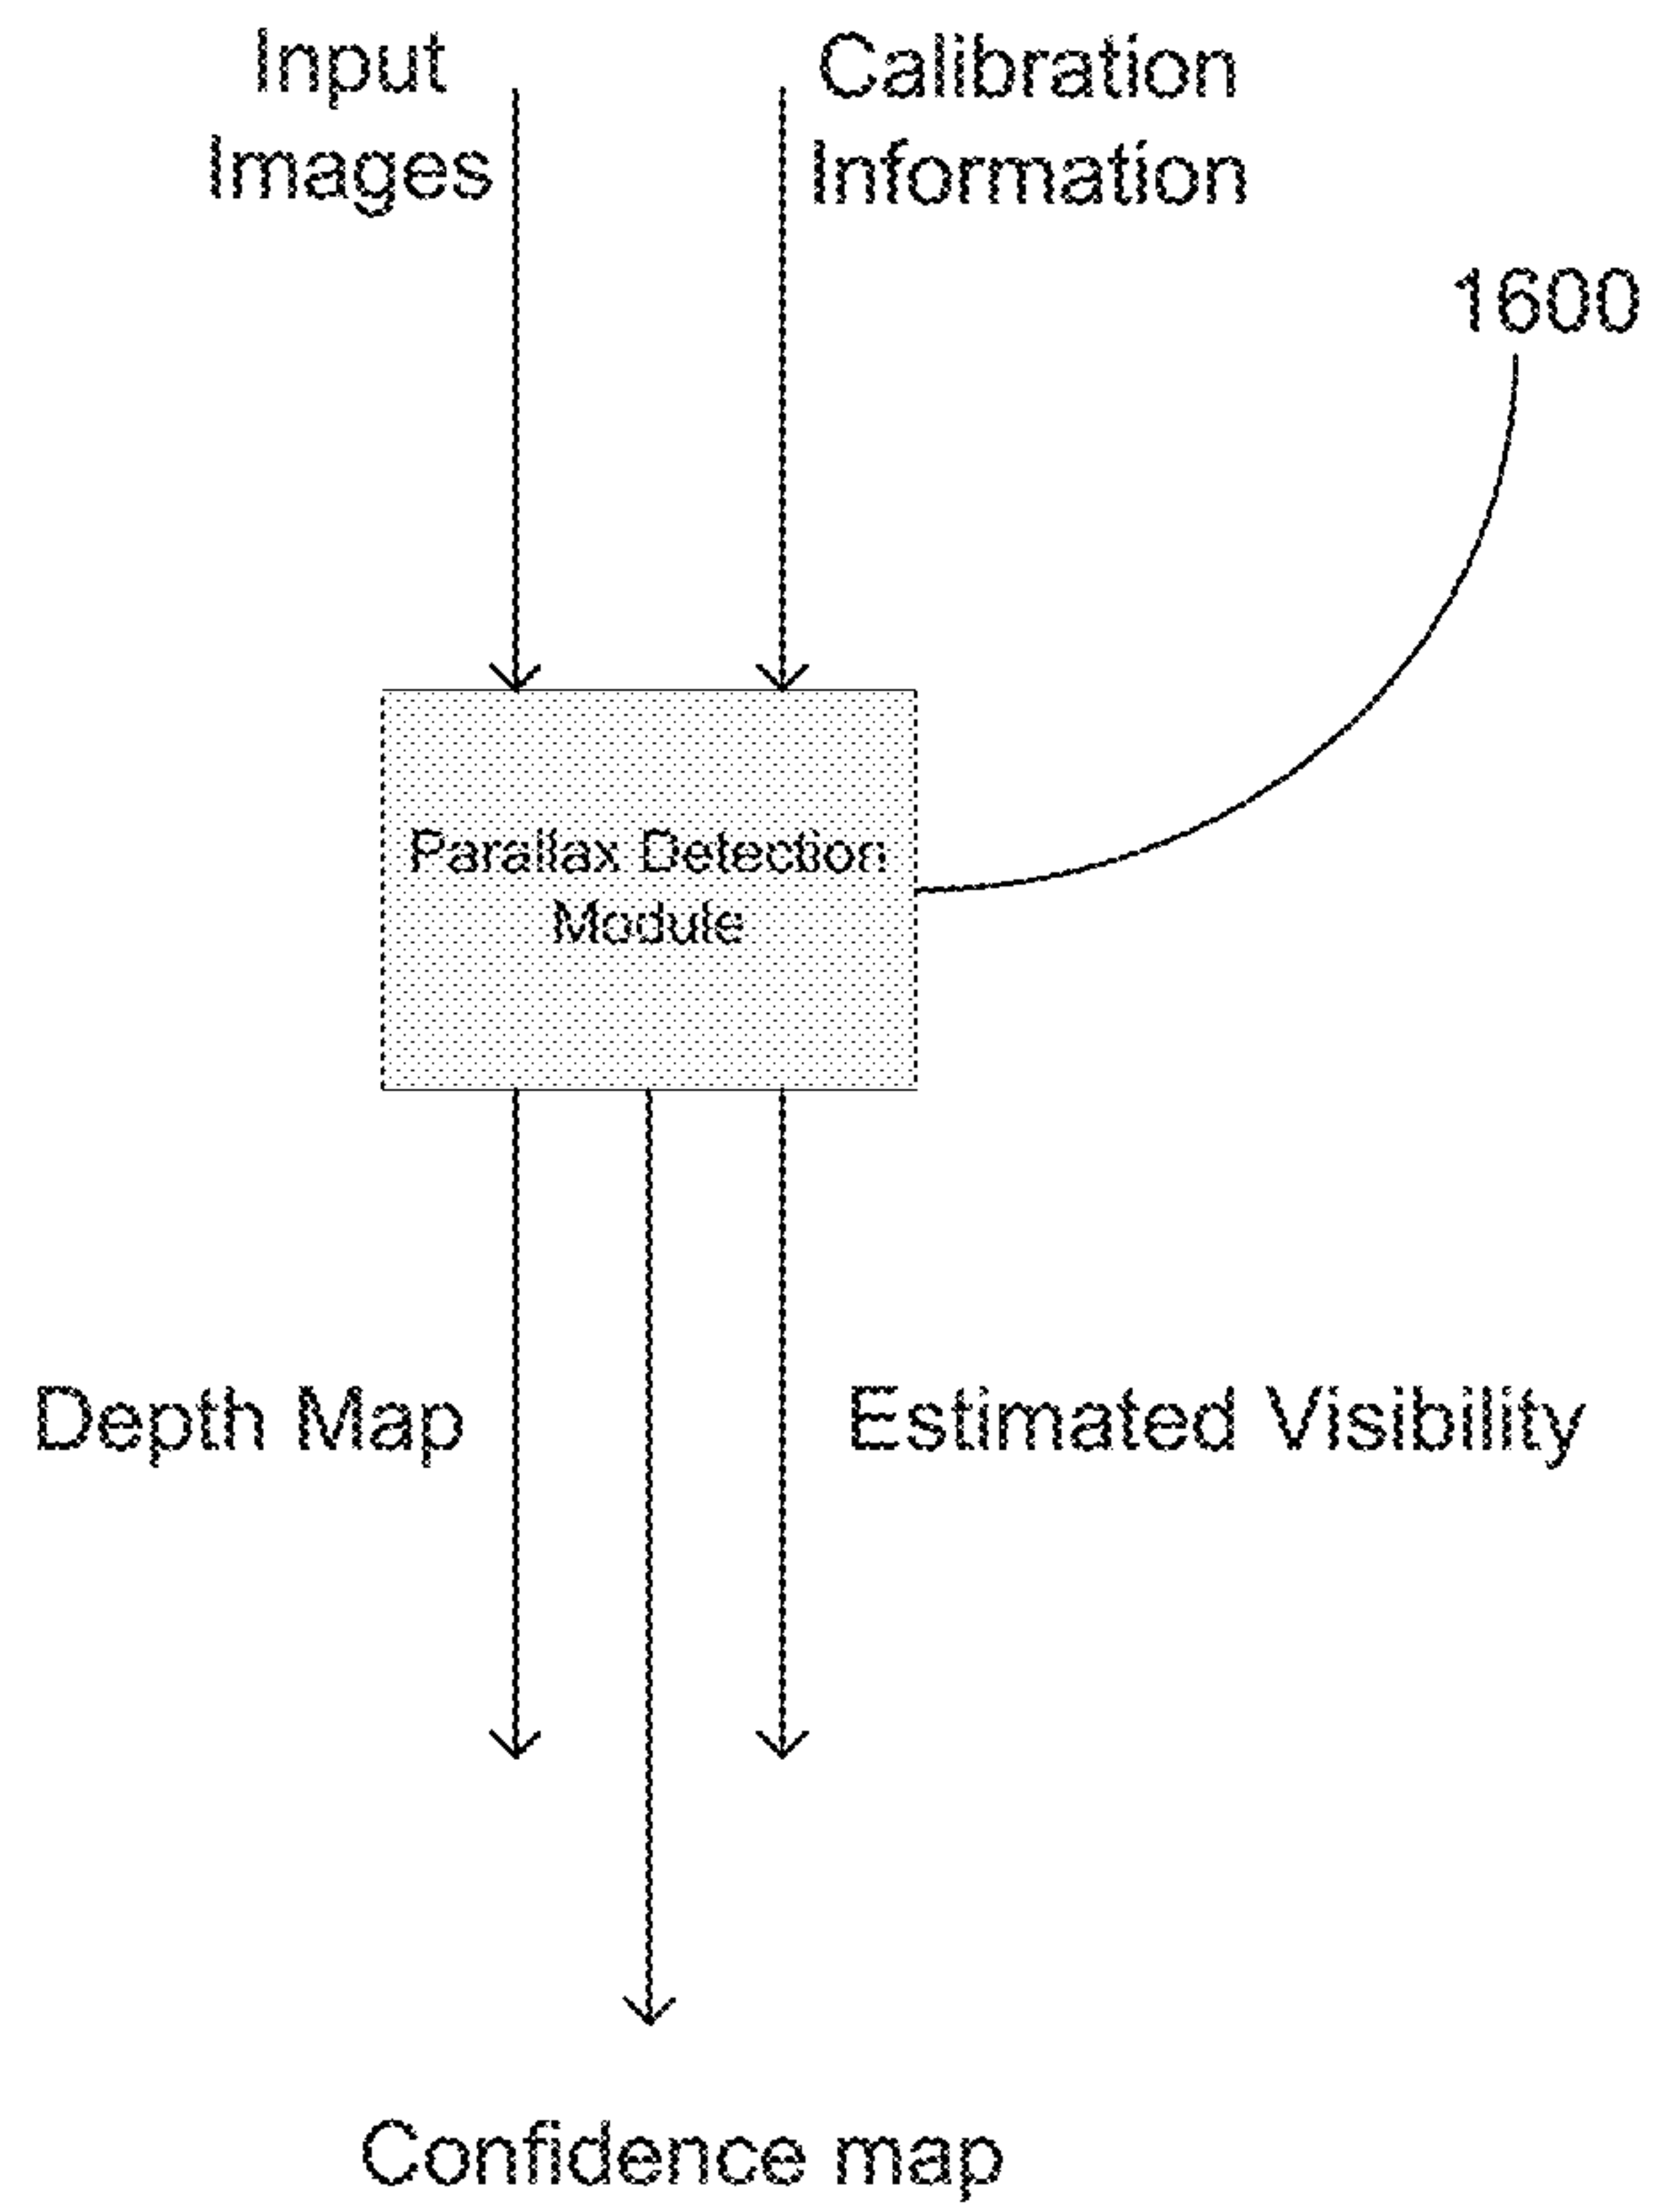 Input
Images
Calibration
Information
1600
Parallax Detection
Module
Depth Map
Estimated Visibility
Confidence map